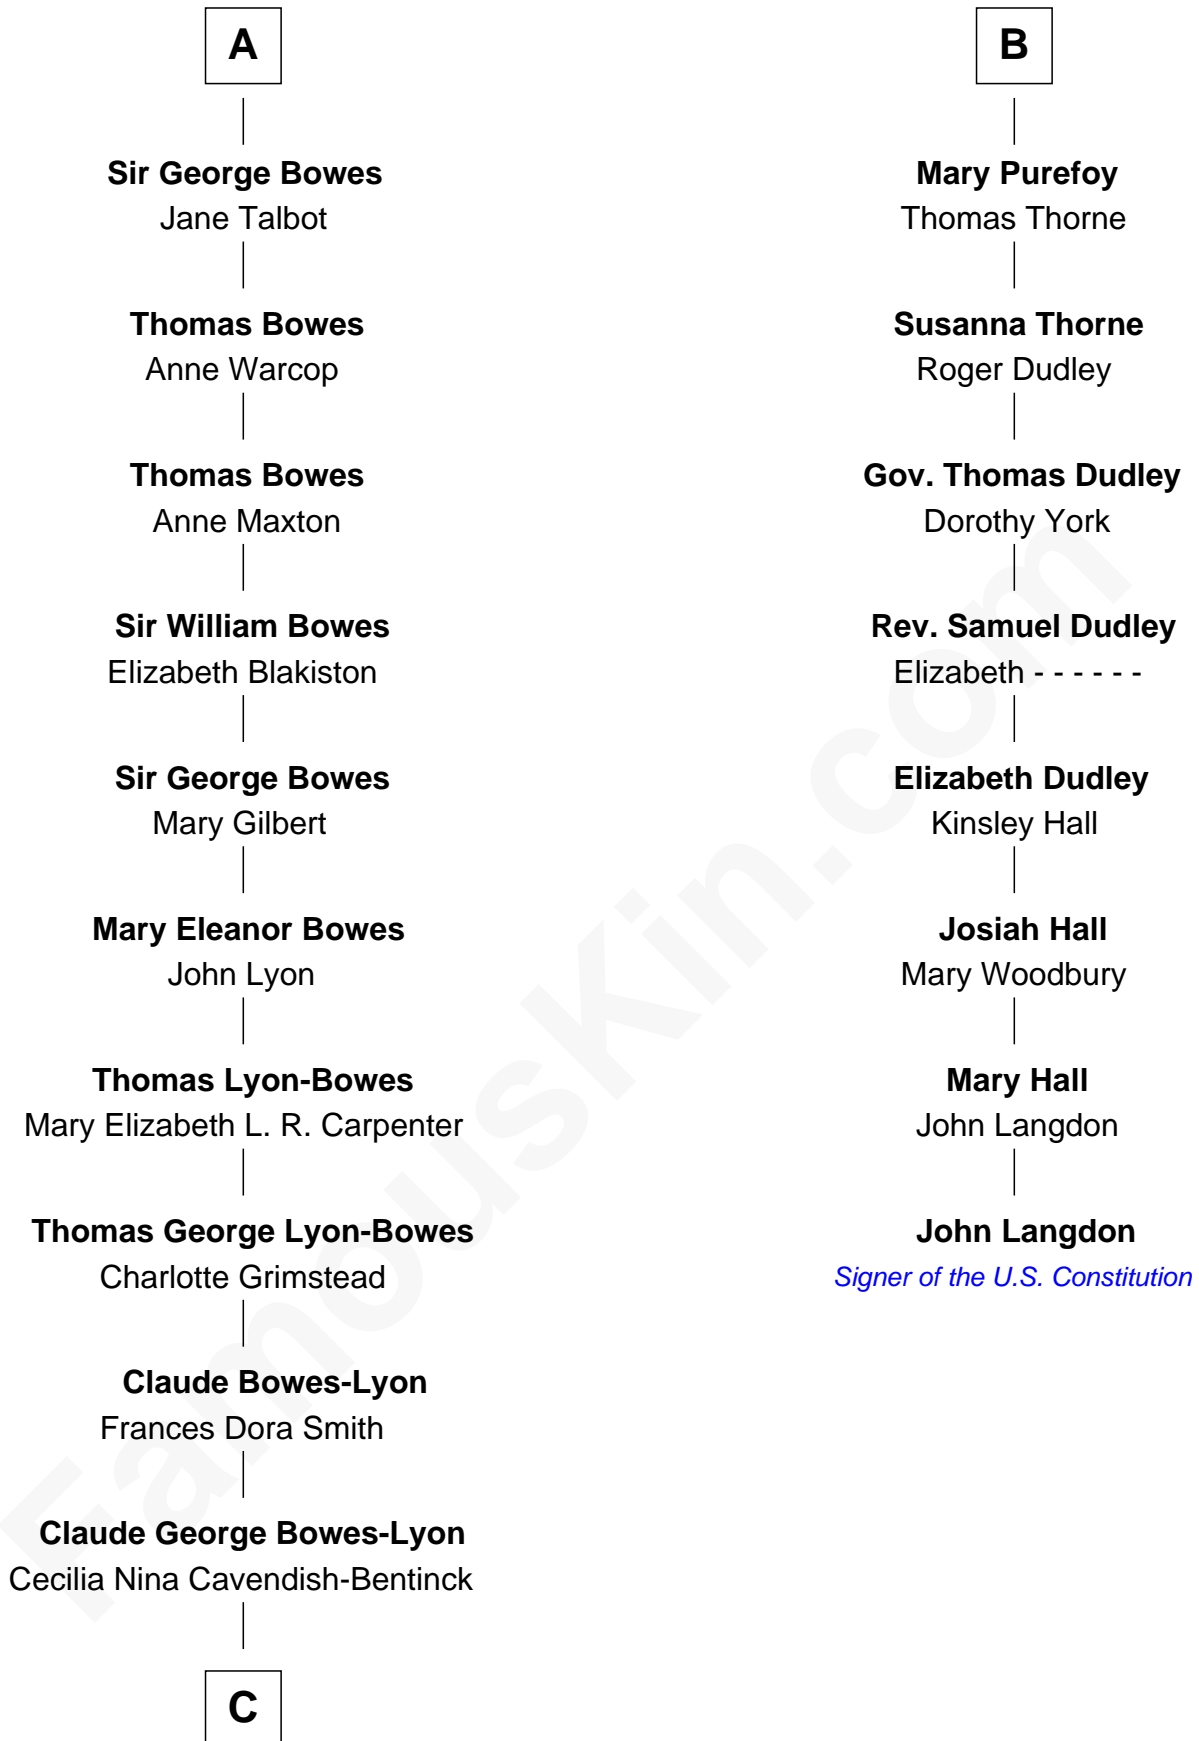 A
Sir George Bowes
Jane Talbot
Thomas Bowes
Anne Warcop
Thomas Bowes
Anne Maxton
Sir William Bowes
Elizabeth Blakiston
Sir George Bowes
Mary Gilbert
Mary Eleanor Bowes
John Lyon
Thomas Lyon-Bowes
Mary Elizabeth L. R. Carpenter
Thomas George Lyon-Bowes
Charlotte Grimstead
Claude Bowes-Lyon
Frances Dora Smith
Claude George Bowes-Lyon
Cecilia Nina Cavendish-Bentinck
C
B
Mary Purefoy
Thomas Thorne
Susanna Thorne
Roger Dudley
Gov. Thomas Dudley
Dorothy York
Rev. Samuel Dudley
Elizabeth - - - - - -
Elizabeth Dudley
Kinsley Hall
Josiah Hall
Mary Woodbury
Mary Hall
John Langdon
John Langdon
Signer of the U.S. Constitution
FamousKin.com